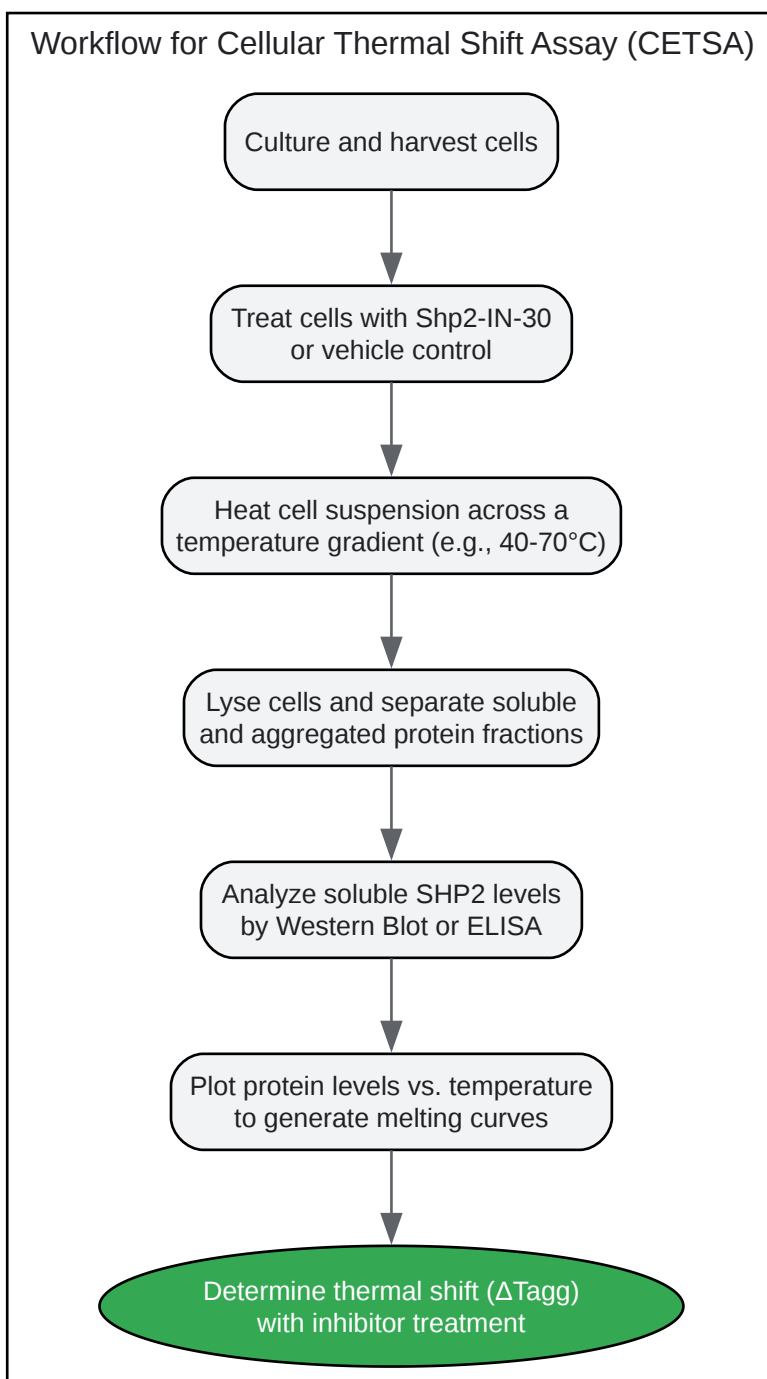 Workflow for Cellular Thermal Shift Assay (CETSA)
Culture and harvest cells
Treat cells with Shp2-IN-30
or vehicle control
Heat cell suspension across a
temperature gradient (e.g., 40-70°C)
Lyse cells and separate soluble
and aggregated protein fractions
Analyze soluble SHP2 levels
by Western Blot or ELISA
Plot protein levels vs. temperature
to generate melting curves
Determine thermal shift (ΔTagg)
with inhibitor treatment